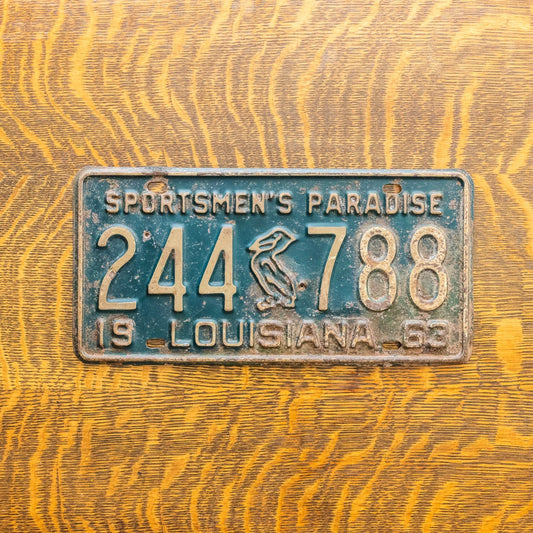 SPORTSMEN'S PARADISE
244 788
19 LOUISIANA 63